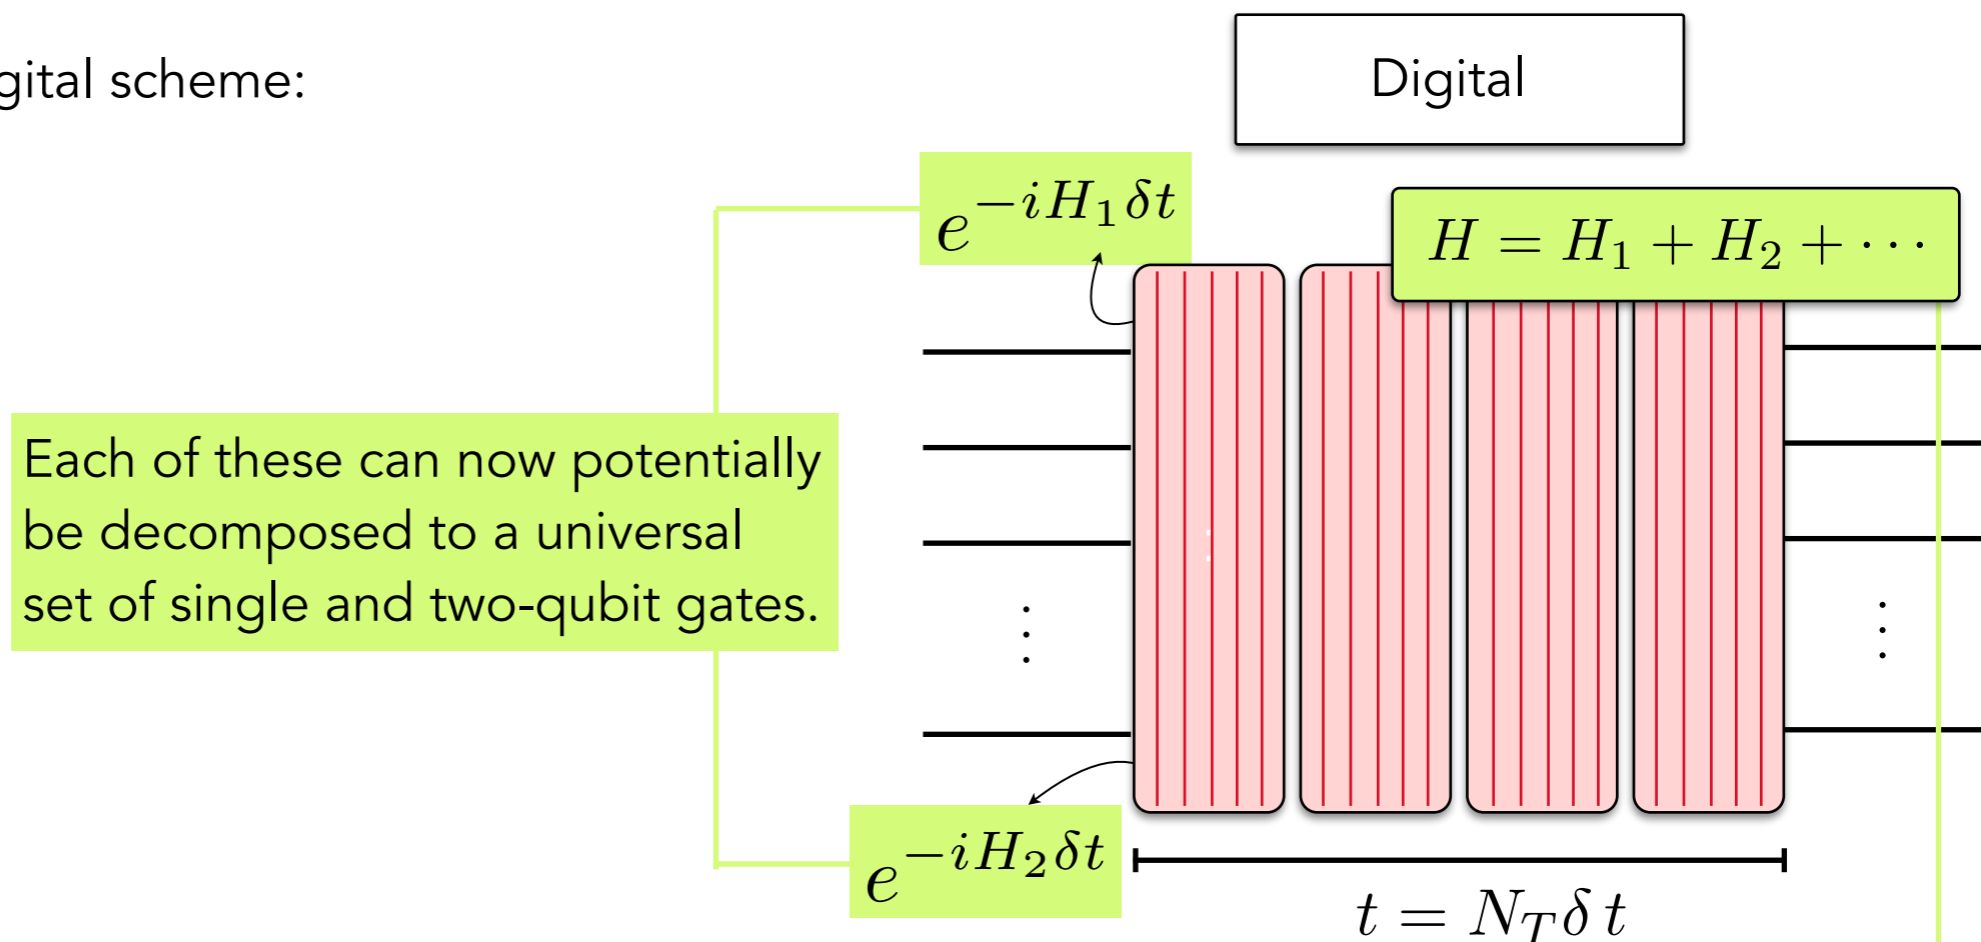 gital scheme:
Digital
e^{-iH_1 δt}
H = H_1 + H_2 + ⋯
Each of these can now potentially
be decomposed to a universal
set of single and two-qubit gates.
⋮ ⋮
e^{-iH_2 δt}
t = N_T δ t